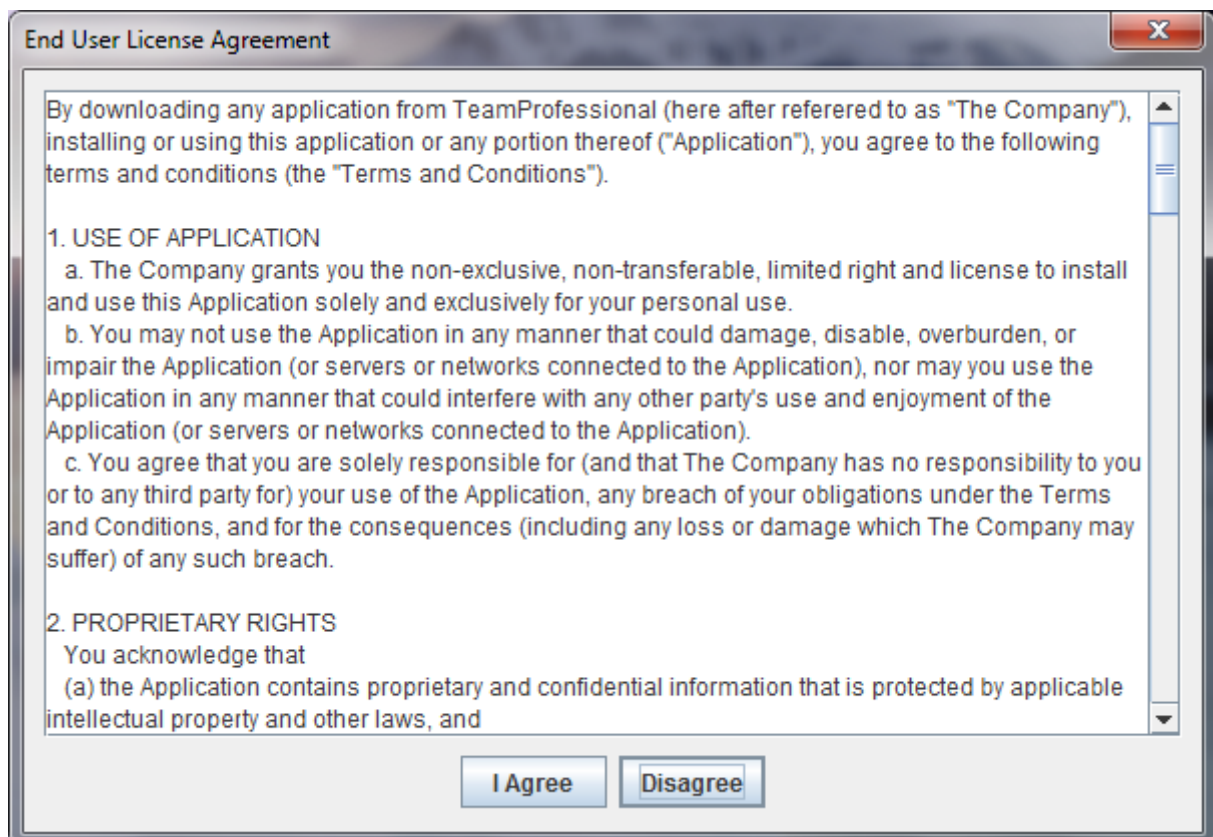 End User License Agreement
By downloading any application from TeamProfessional (here after referered to as "The Company"),
installing or using this application or any portion thereof ("Application"), you agree to the following
terms and conditions (the "Terms and Conditions").
1. USE OF APPLICATION
a. The Company grants you the non-exclusive, non-transferable, limited right and license to install
and use this Application solely and exclusively for your personal use.
b. You may not use the Application in any manner that could damage, disable, overburden, or
impair the Application (or servers or networks connected to the Application), nor may you use the
Application in any manner that could interfere with any other party's use and enjoyment of the
Application (or servers or networks connected to the Application).
c. You agree that you are solely responsible for (and that The Company has no responsibility to you
or to any third party for) your use of the Application, any breach of your obligations under the Terms
and Conditions, and for the consequences (including any loss or damage which The Company may
suffer) of any such breach.
2. PROPRIETARY RIGHTS
You acknowledge that
(a) the Application contains proprietary and confidential information that is protected by applicable
intellectual property and other laws, and
I Agree Disagree